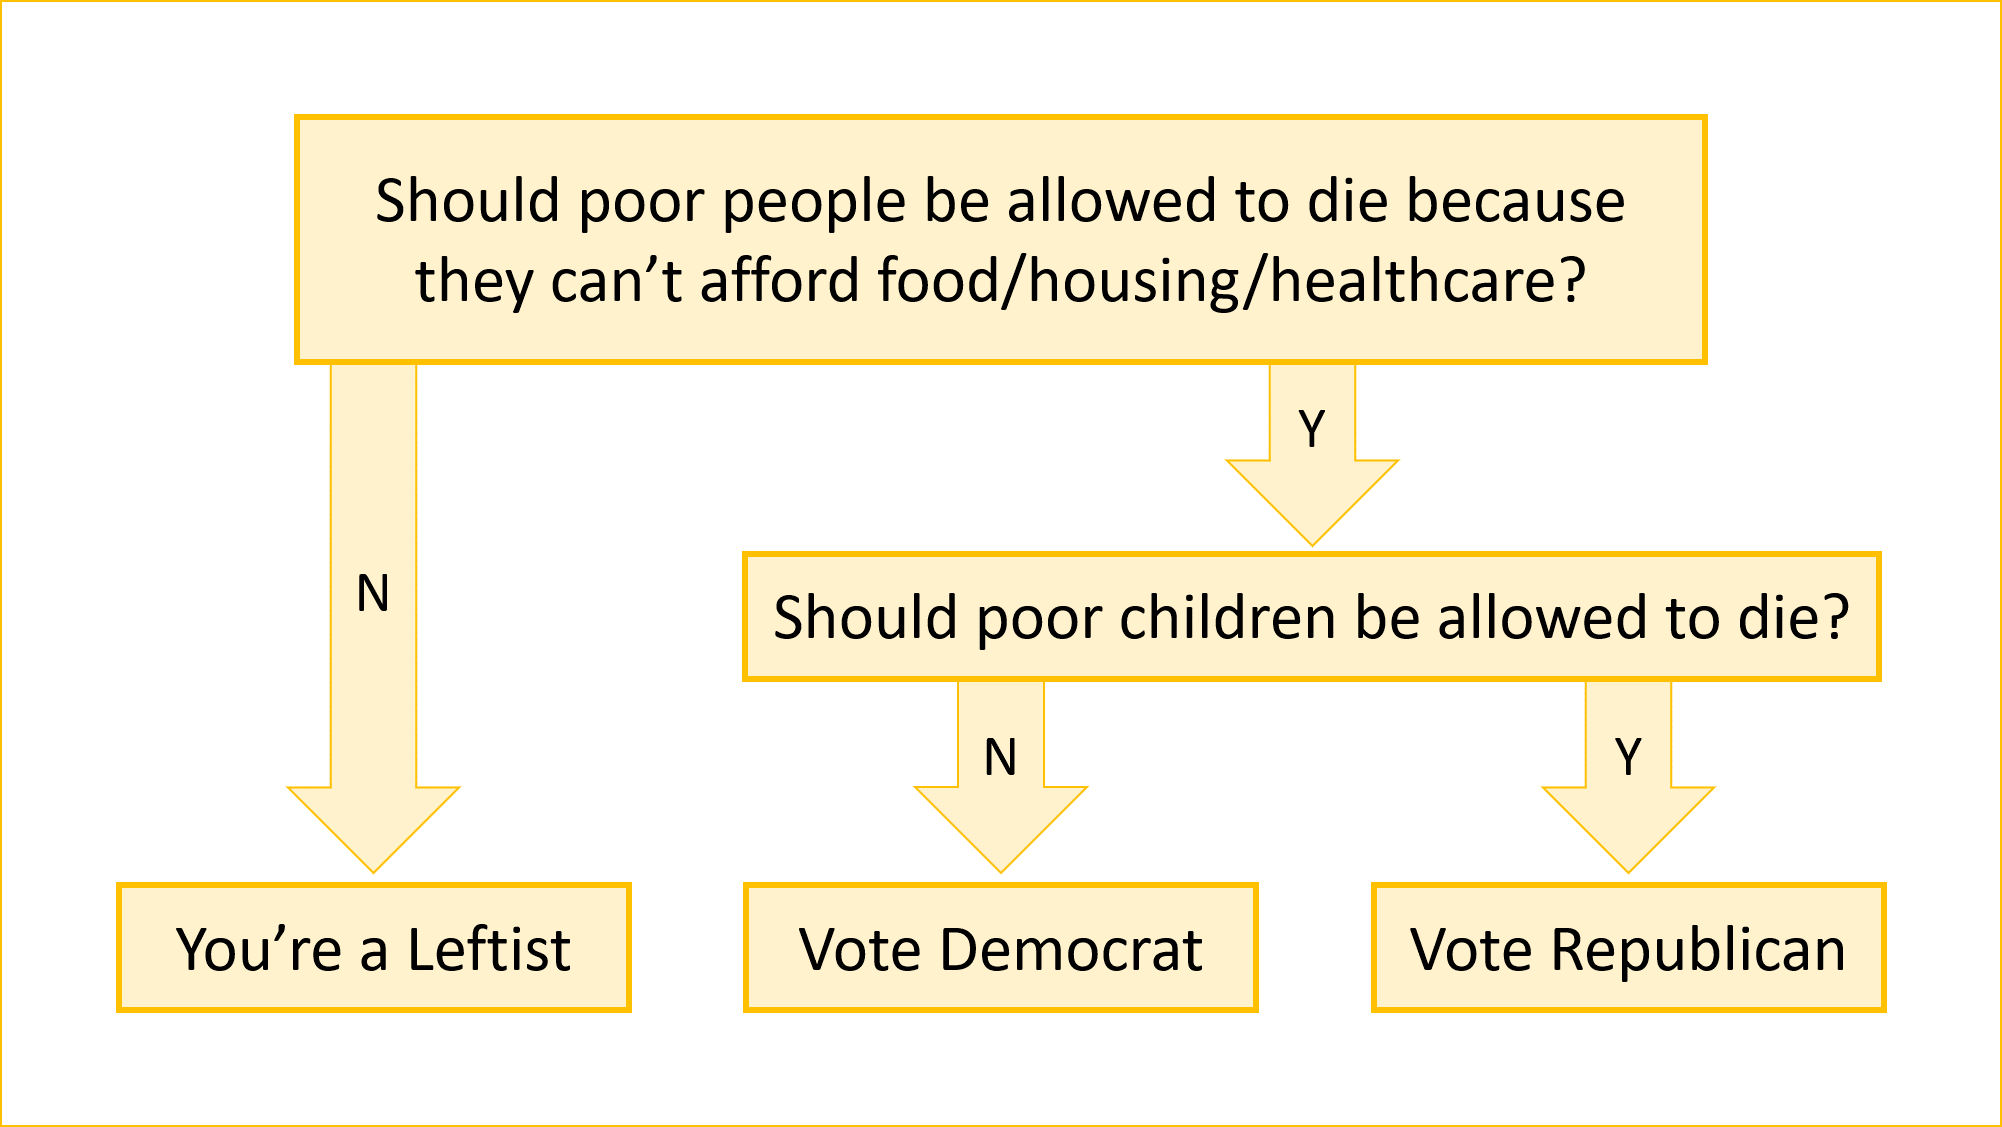 Should poor people be allowed to die because
they can’t afford food/housing/healthcare?
Y
N
Should poor children be allowed to die?
N
Y
You’re a Leftist
Vote Democrat
Vote Republican